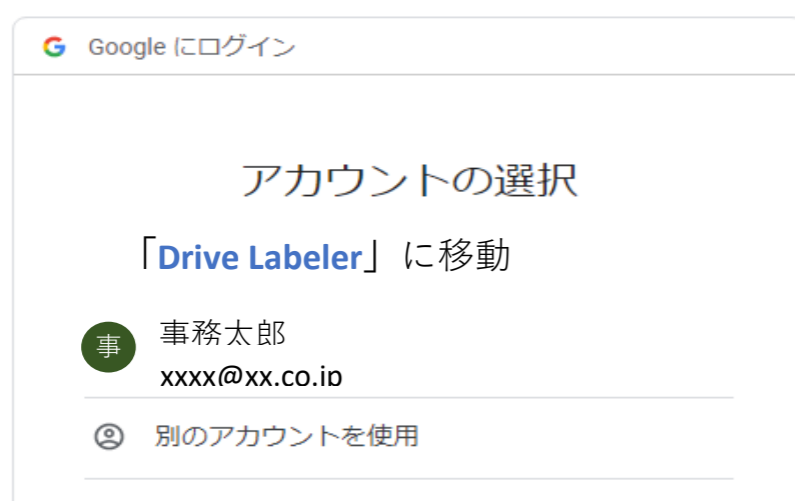 Google にログイン
アカウントの選択
「Drive Labeler」に移動
事
事務太郎
xxxx@xx.co.jp
別のアカウントを使用